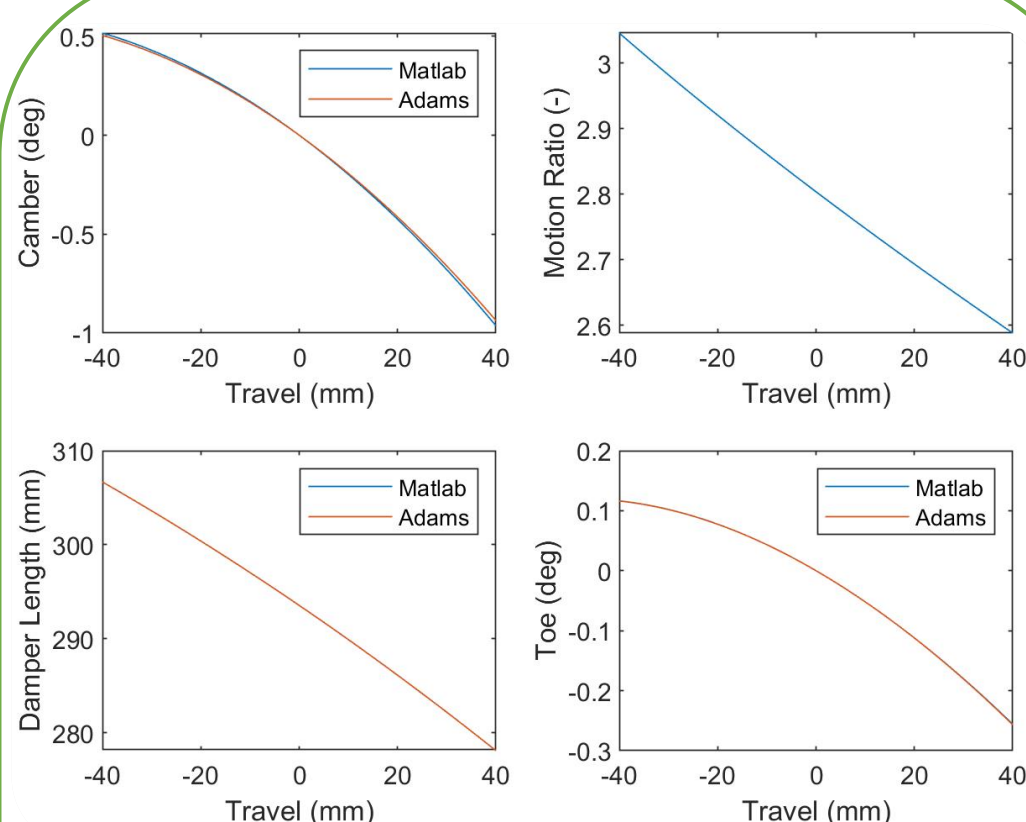 Camber (deg)
0.5
0
-0.5
-1
Matlab
Adams
-40 -20 0 20 40
Travel (mm)
Motion Ratio (-)
3
2.9
2.8
2.7
2.6
-40 -20 0 20 40
Travel (mm)
Damper Length (mm)
310
300
290
280
Matlab
Adams
-40 -20 0 20 40
Travel (mm)
Toe (deg)
0.2
0.1
0
-0.1
-0.2
-0.3
Matlab
Adams
-40 -20 0 20 40
Travel (mm)